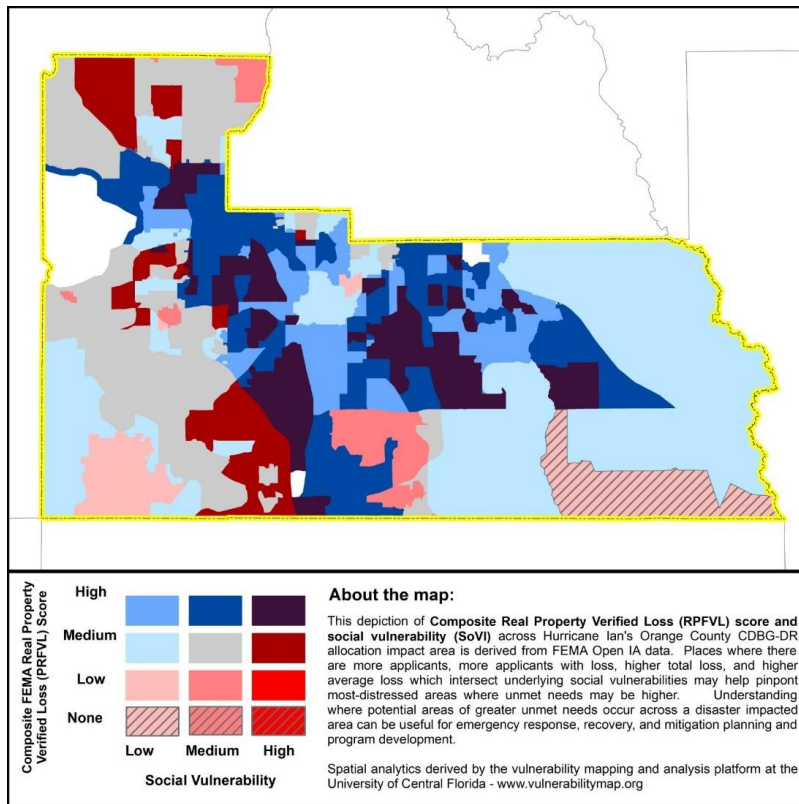 Composite FEMA Real Property
Verified Loss (PRFVL) Score
High
Medium
Low
None
Low Medium High
Social Vulnerability
About the map:
This depiction of Composite Real Property Verified Loss (RPFVL) score and
social vulnerability (SoVI) across Hurricane Ian's Orange County CDBG-DR
allocation impact area is derived from FEMA Open IA data. Places where there
are more applicants, more applicants with loss, higher total loss, and higher
average loss which intersect underlying social vulnerabilities may help pinpont
most-distressed areas where unmet needs may be higher. Understanding
where potential areas of greater unmet needs occur across a disaster impacted
area can be useful for emergency response, recovery, and mitigation planning and
program development.
Spatial analytics derived by the vulnerability mapping and analysis platform at the
University of Central Florida - www.vulnerabilitymap.org